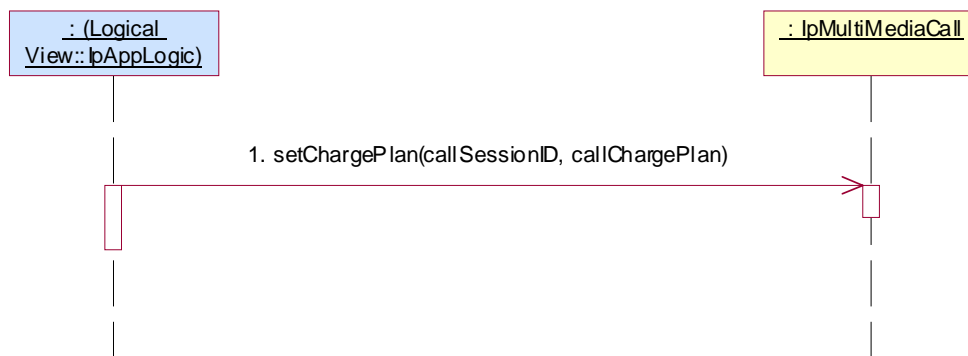 : (Logical
View::IpAppLogic)
: IpMultiMediaCall
1. setChargePlan(callSessionID, callChargePlan)